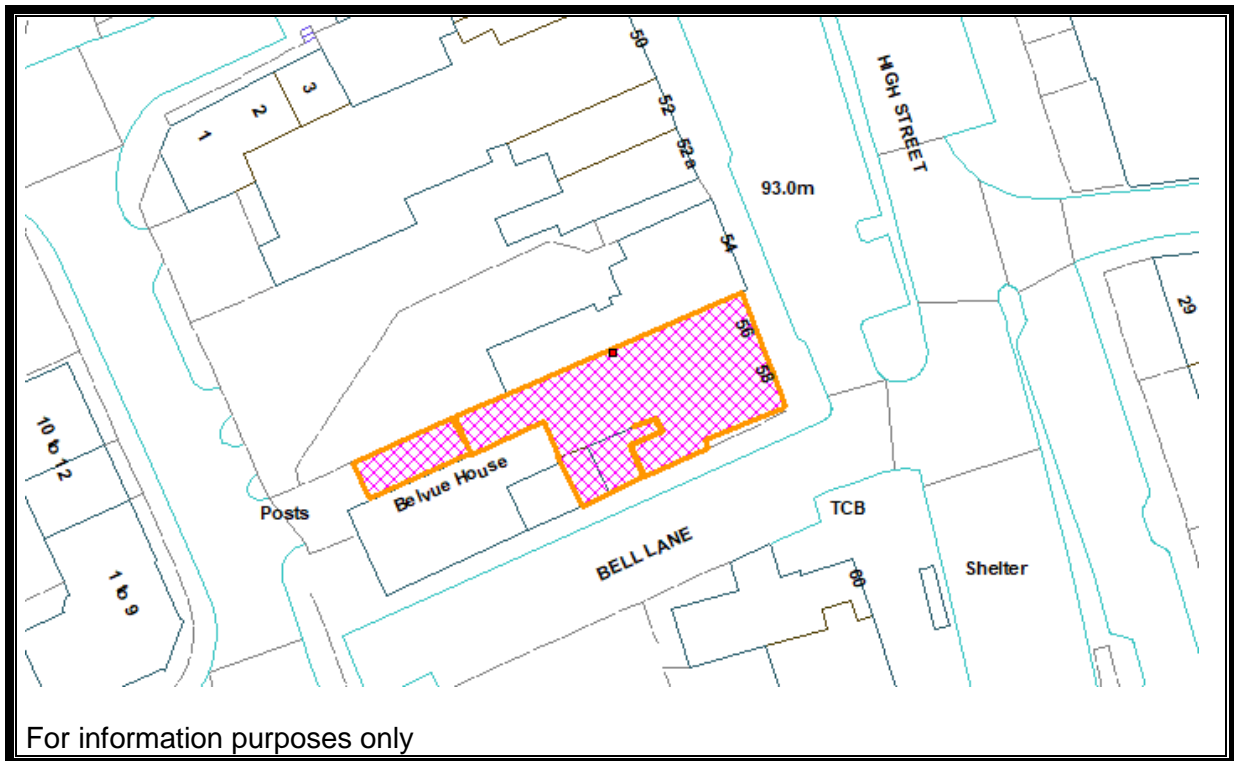 50
HIGH STREET
3
2
1
52
52a
93.0m
54
29
56
58
10 to 12
Belvue House
Posts
TCB
BELL LANE
Shelter
60
1 to 9
For information purposes only